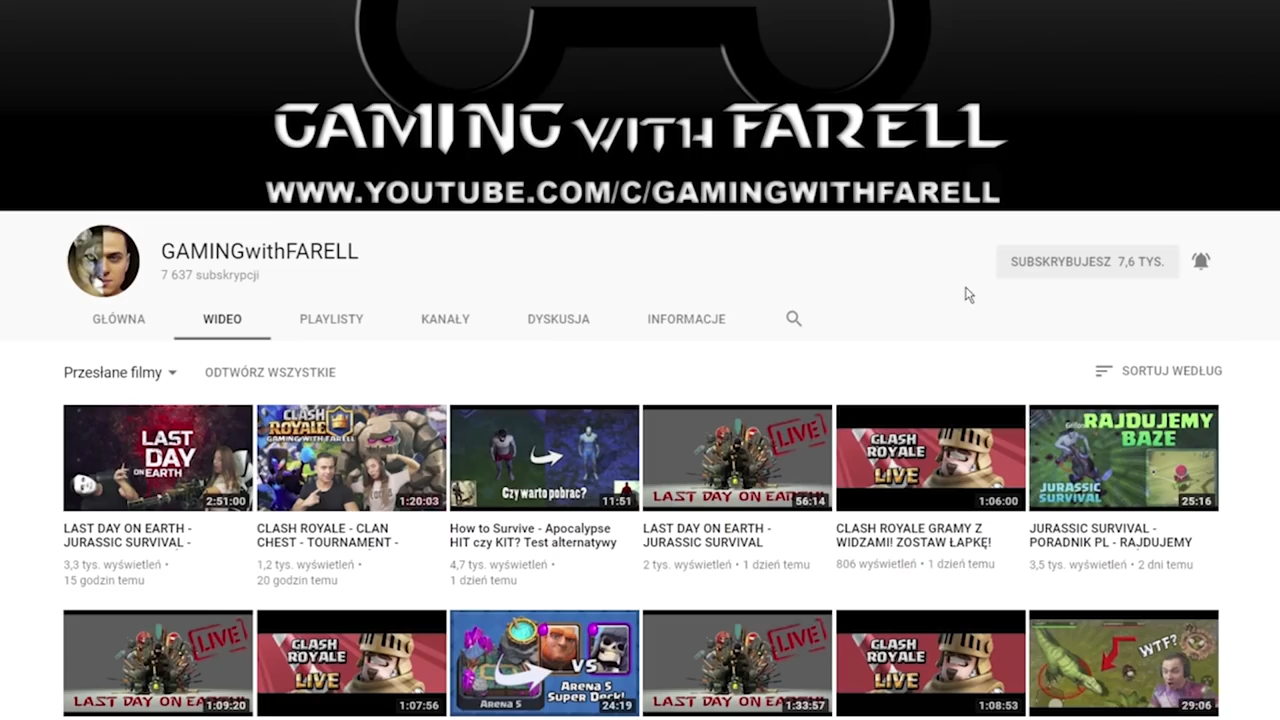 GAMING WITH FARELL
WWW.YOUTUBE.COM/C/GAMINGWITHFARELL
GAMINGwithFARELL
7 637 subskrypcji
SUBSKRYBUJESZ 7,6 TYS.
GŁÓWNA
WIDEO
PLAYLISTY
KANAŁY
DYSKUSJA
INFORMACJE
Przesłane filmy
ODTWÓRZ WSZYSTKIE
SORTUJ WEDŁUG
LAST
DAY
ON EARTH
2:51:00
CLASH
ROYALE
GAMING WITH FARELL
1:20:03
Czy warto pobrać?
11:51
LIVE
LAST DAY ON EARTH
56:14
CLASH
ROYALE
LIVE
1:06:00
RAJDUJEMY
BAZE
JURASSIC
SURVIVAL
25:16
LAST DAY ON EARTH -
JURASSIC SURVIVAL -
3,3 tys. wyświetleń •
15 godzin temu
CLASH ROYALE - CLAN
CHEST - TOURNAMENT -
1,2 tys. wyświetleń •
20 godzin temu
How to Survive - Apocalypse
HIT czy KIT? Test alternatywy
4,7 tys. wyświetleń •
1 dzień temu
LAST DAY ON EARTH -
JURASSIC SURVIVAL
2 tys. wyświetleń • 1 dzień temu
CLASH ROYALE GRAMY Z
WIDZAMI! ZOSTAW ŁAPKĘ!
806 wyświetleń • 1 dzień temu
JURASSIC SURVIVAL -
PORADNIK PL - RAJDUJEMY
3,5 tys. wyświetleń • 2 dni temu
LIVE
LAST DAY ON EA
1:09:20
CLASH
ROYALE
LIVE
1:07:56
VS
Arena 5
Super Deck!
Arena 5
24:19
LIVE
LAST DAY ON EA
1:33:57
CLASH
ROYALE
LIVE
1:08:53
WTF?
29:06